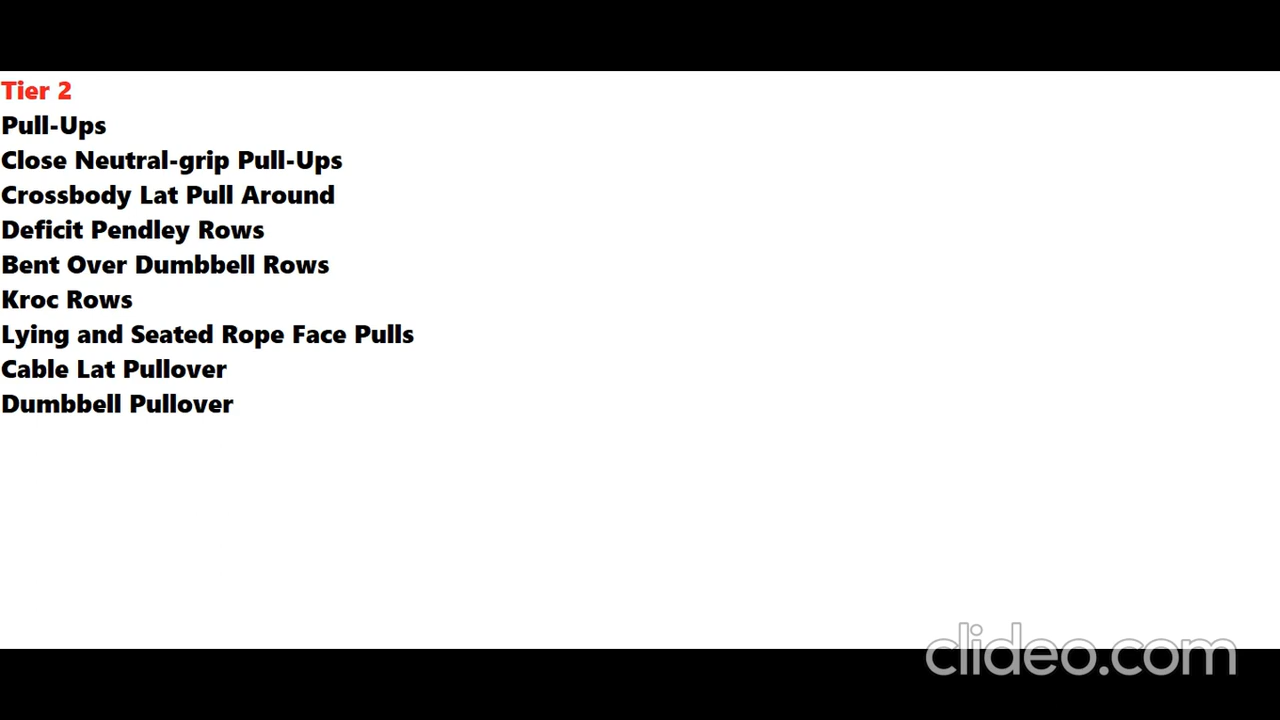 Tier 2
Pull-Ups
Close Neutral-grip Pull-Ups
Crossbody Lat Pull Around
Deficit Pendley Rows
Bent Over Dumbbell Rows
Kroc Rows
Lying and Seated Rope Face Pulls
Cable Lat Pullover
Dumbbell Pullover
clideo.com